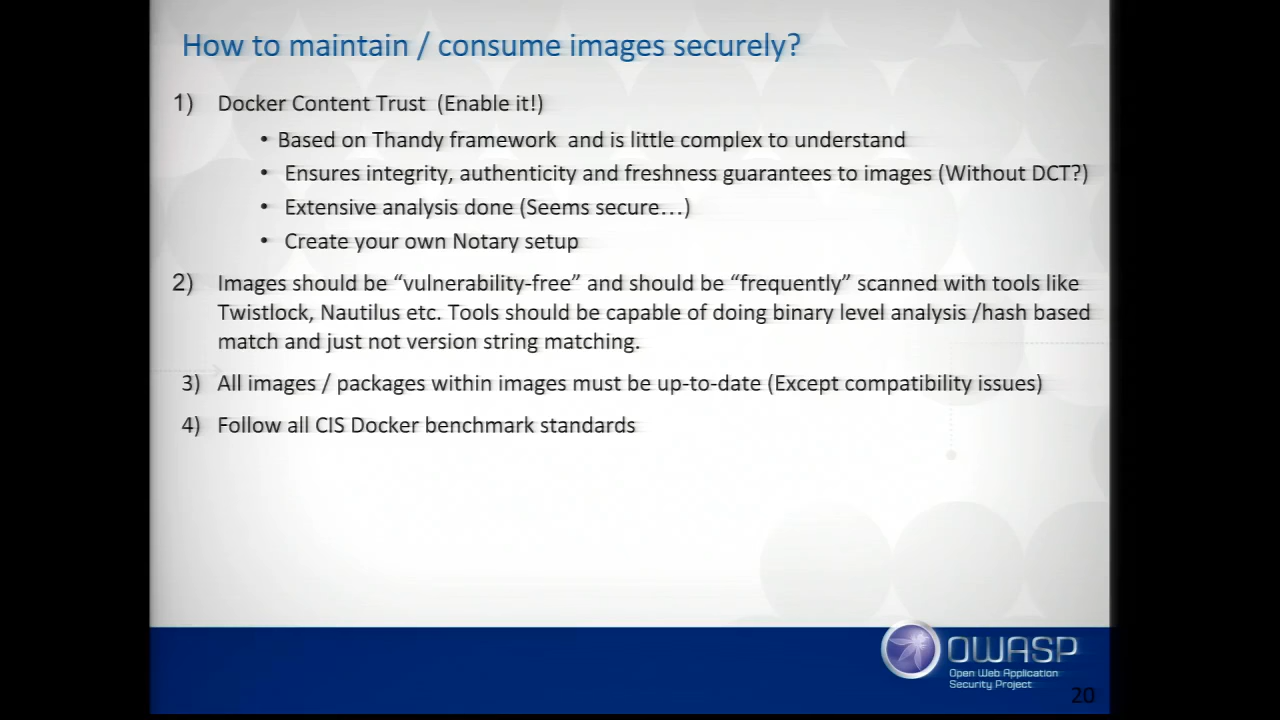 How to maintain / consume images securely?
1) Docker Content Trust (Enable it!)
• Based on Thandy framework and is little complex to understand
• Ensures integrity, authenticity and freshness guarantees to images (Without DCT?)
• Extensive analysis done (Seems secure…)
• Create your own Notary setup
2) Images should be “vulnerability-free” and should be “frequently” scanned with tools like
Twistlock, Nautilus etc. Tools should be capable of doing binary level analysis /hash based
match and just not version string matching.
3) All images / packages within images must be up-to-date (Except compatibility issues)
4) Follow all CIS Docker benchmark standards
OWASP
Open Web Application
Security Project
20